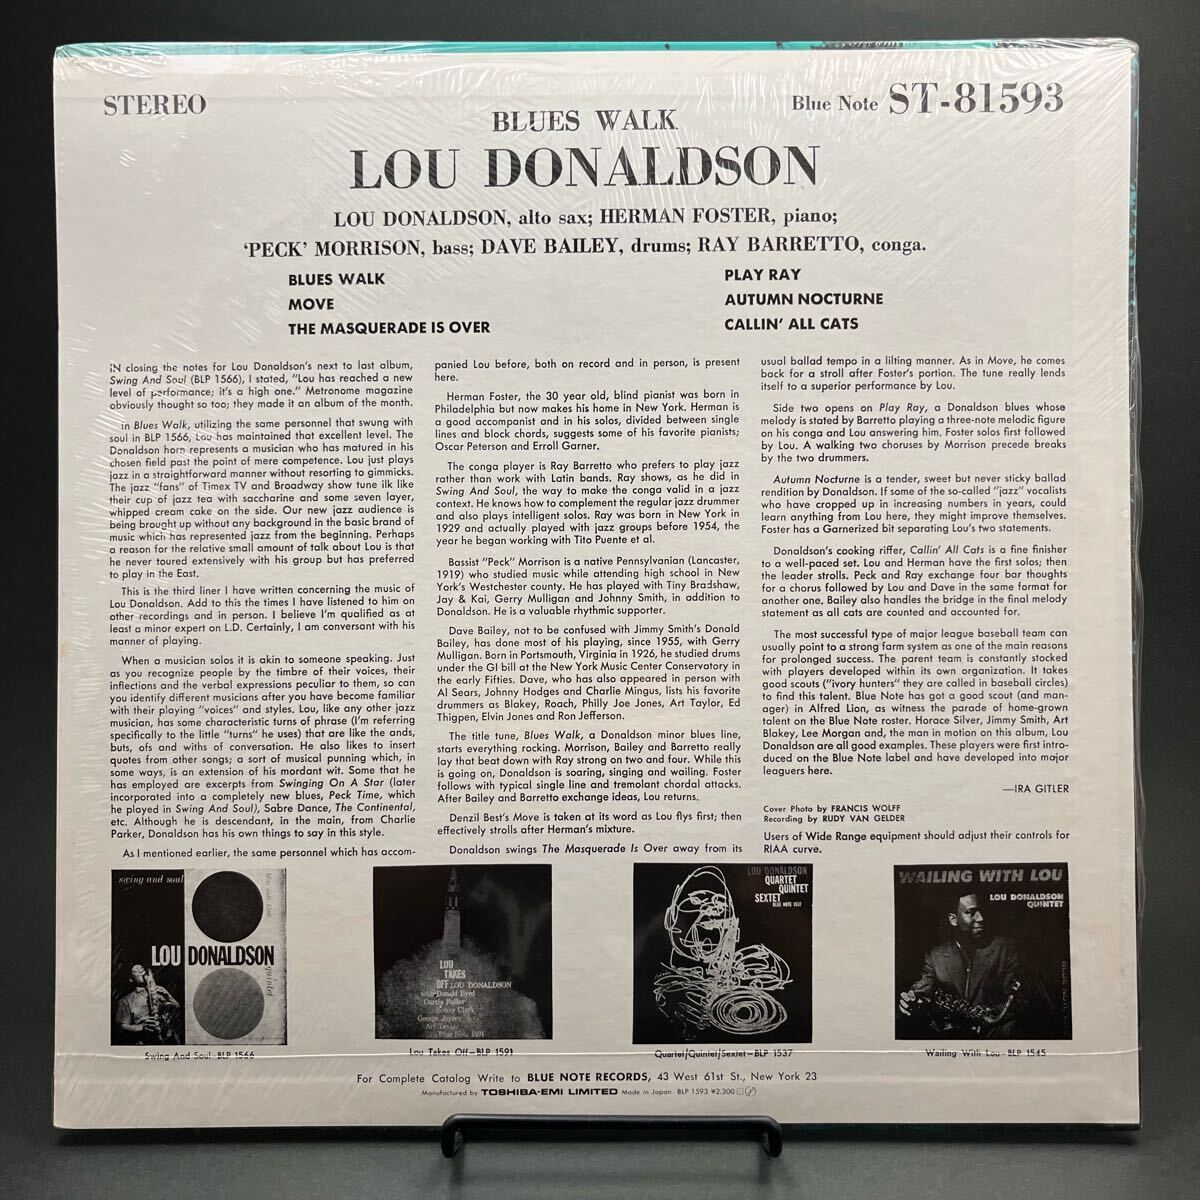 STEREO
Blue Note ST-81593
BLUES WALK
LOU DONALDSON
LOU DONALDSON, alto sax; HERMAN FOSTER, piano;
'PECK' MORRISON, bass; DAVE BAILEY, drums; RAY BARRETTO, conga.
BLUES WALK
MOVE
THE MASQUERADE IS OVER
PLAY RAY
AUTUMN NOCTURNE
CALLIN' ALL CATS
IN closing the notes for Lou Donaldson's next to last album,
Swing And Soul (BLP 1566), I stated, "Lou has reached a new
level of performance; it's a high one." Metronome magazine
obviously thought so too; they made it an album of the month.
In Blues Walk, utilizing the same personnel that swung with
soul in BLP 1566, Lou has maintained that excellent level. The
Donaldson horn represents a musician who has matured in his
chosen field past the point of mere competence. Lou just plays
jazz in a straightforward manner without resorting to gimmicks.
The jazz "fans" of Timex TV and Broadway show tune ilk like
their cup of jazz tea with saccharine and some seven layer,
whipped cream cake on the side. Our new jazz audience is
being brought up without any background in the basic brand of
music which has represented jazz from the beginning. Perhaps
a reason for the relative small amount of talk about Lou is that
he never toured extensively with his group but has preferred
to play in the East.
This is the third liner I have written concerning the music of
Lou Donaldson. Add to this the times I have listened to him on
other recordings and in person. I believe I'm qualified as at
least a minor expert on L.D. Certainly, I am conversant with his
manner of playing.
When a musician solos it is akin to someone speaking. Just
as you recognize people by the timbre of their voices, their
inflections and the verbal expressions peculiar to them, so can
you identify different musicians after you have become familiar
with their playing "voices" and styles. Lou, like any other jazz
musician, has some characteristic turns of phrase (I'm referring
specifically to the little "turns" he uses) that are like the ands,
buts, ofs and withs of conversation. He also likes to insert
quotes from other songs; a sort of musical punning which, in
some ways, is an extension of his mordant wit. Some that he
has employed are excerpts from Swinging On A Star (later
incorporated into a completely new blues, Peck Time, which
he played in Swing And Soul), Sabre Dance, The Continental,
etc. Although he is descendant, in the main, from Charlie
Parker, Donaldson has his own things to say in this style.
As I mentioned earlier, the same personnel which has accom-
panied Lou before, both on record and in person, is present
here.
Herman Foster, the 30 year old, blind pianist was born in
Philadelphia but now makes his home in New York. Herman is
a good accompanist and in his solos, divided between single
lines and block chords, suggests some of his favorite pianists;
Oscar Peterson and Erroll Garner.
The conga player is Ray Barretto who prefers to play jazz
rather than work with Latin bands. Ray shows, as he did in
Swing And Soul, the way to make the conga valid in a jazz
context. He knows how to complement the regular jazz drummer
and also plays intelligent solos. Ray was born in New York in
1929 and actually played with jazz groups before 1954, the
year he began working with Tito Puente et al.
Bassist "Peck" Morrison is a native Pennsylvanian (Lancaster,
1919) who studied music while attending high school in New
York's Westchester county. He has played with Tiny Bradshaw,
Jay & Kai, Gerry Mulligan and Johnny Smith, in addition to
Donaldson. He is a valuable rhythmic supporter.
Dave Bailey, not to be confused with Jimmy Smith's Donald
Bailey, has done most of his playing, since 1955, with Gerry
Mulligan. Born in Portsmouth, Virginia in 1926, he studied drums
under the GI bill at the New York Music Center Conservatory in
the early Fifties. Dave, who has also appeared in person with
Al Sears, Johnny Hodges and Charlie Mingus, lists his favorite
drummers as Blakey, Roach, Philly Joe Jones, Art Taylor, Ed
Thigpen, Elvin Jones and Ron Jefferson.
The title tune, Blues Walk, a Donaldson minor blues line,
starts everything rocking. Morrison, Bailey and Barretto really
lay that beat down with Ray strong on two and four. While this
is going on, Donaldson is soaring, singing and wailing. Foster
follows with typical single line and tremolant chordal attacks.
After Bailey and Barretto exchange ideas, Lou returns.
Denzil Best's Move is taken at its word as Lou flys first; then
effectively strolls after Herman's mixture.
Donaldson swings The Masquerade Is Over away from its
usual ballad tempo in a lilting manner. As in Move, he comes
back for a stroll after Foster's portion. The tune really lends
itself to a superior performance by Lou.
Side two opens on Play Ray, a Donaldson blues whose
melody is stated by Barretto playing a three-note melodic figure
on his conga and Lou answering him. Foster solos first followed
by Lou. A walking two choruses by Morrison precede breaks
by the two drummers.
Autumn Nocturne is a tender, sweet but never sticky ballad
rendition by Donaldson. If some of the so-called "jazz" vocalists
who have cropped up in increasing numbers in years, could
learn anything from Lou here, they might improve themselves.
Foster has a Garnerized bit separating Lou's two statements.
Donaldson's cooking riffer, Callin' All Cats is a fine finisher
to a well-paced set. Lou and Herman have the first solos; then
the leader strolls. Peck and Ray exchange four bar thoughts
for a chorus followed by Lou and Dave in the same format for
another one. Bailey also handles the bridge in the final melody
statement as all cats are counted and accounted for.
The most successful type of major league baseball team can
usually point to a strong farm system as one of the main reasons
for prolonged success. The parent team is constantly stocked
with players developed within its own organization. It takes
good scouts ("ivory hunters" they are called in baseball circles)
to find this talent. Blue Note has got a good scout (and man-
ager) in Alfred Lion, as witness the parade of home-grown
talent on the Blue Note roster. Horace Silver, Jimmy Smith, Art
Blakey, Lee Morgan and, the man in motion on this album, Lou
Donaldson are all good examples. These players were first intro-
duced on the Blue Note label and have developed into major
leaguers here.
—IRA GITLER
Cover Photo by FRANCIS WOLFF
Recording by RUDY VAN GELDER
Users of Wide Range equipment should adjust their controls for
RIAA curve.
swing and soul
blue note 1566
LOU DONALDSON
quintet
LOU
TAKES
OFF LOU DONALDSON
with Donald Byrd
Curtis Fuller
Sonny Clark
George Joyner
Art Taylor
Blue Note 1591
LOU DONALDSON
QUARTET
QUINTET
SEXTET
BLUE NOTE 1537
WAILING WITH LOU
LOU DONALDSON
QUINTET
Swing And Soul-BLP 1566
Lou Takes Off-BLP 1591
Quartet/Quintet/Sextet-BLP 1537
Wailing With Lou BLP 1545
For Complete Catalog Write to BLUE NOTE RECORDS, 43 West 61st St., New York 23
Manufactured by TOSHIBA-EMI LIMITED Made in Japan. BLP 1593 ¥2,300